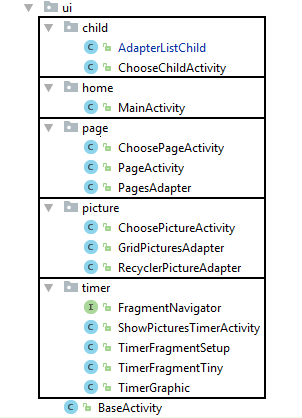 ui
child
C AdapterListChild
C ChooseChildActivity
home
C MainActivity
page
C ChoosePageActivity
C PageActivity
C PagesAdapter
picture
C ChoosePictureActivity
C GridPicturesAdapter
C RecyclerPictureAdapter
timer
I FragmentNavigator
C ShowPicturesTimerActivity
C TimerFragmentSetup
C TimerFragmentTiny
C TimerGraphic
C BaseActivity